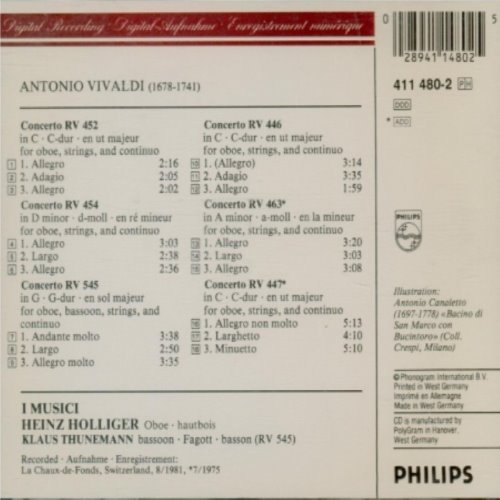 Digital Recording · Digital-Aufnahme · Enregistrement numérique
ANTONIO VIVALDI (1678-1741)
Concerto RV 452
in C · C-dur · en ut majeur
for oboe, strings, and continuo
1 1. Allegro 2:16
2 2. Adagio 2:05
3 3. Allegro 2:02
Concerto RV 454
in D minor · d-moll · en ré mineur
for oboe, strings, and continuo
4 1. Allegro 3:03
5 2. Largo 2:38
6 3. Allegro 2:36
Concerto RV 545
in G · G-dur · en sol majeur
for oboe, bassoon, strings, and
continuo
7 1. Andante molto 3:38
8 2. Largo 2:50
9 3. Allegro molto 3:35
Concerto RV 446
in C · C-dur · en ut majeur
for oboe, strings, and continuo
10 1. (Allegro) 3:14
11 2. Adagio 3:35
12 3. Allegro 1:59
Concerto RV 463*
in A minor · a-moll · en la mineur
for oboe, strings, and continuo
13 1. Allegro 3:20
14 2. Largo 3:03
15 3. Allegro 3:08
Concerto RV 447*
in C · C-dur · en ut majeur
for oboe, strings, and continuo
16 1. Allegro non molto 5:13
17 2. Larghetto 4:10
18 3. Minuetto 5:10
I MUSICI
HEINZ HOLLIGER Oboe · hautbois
KLAUS THUNEMANN bassoon · Fagott · basson (RV 545)
Recorded · Aufnahme · Enregistrement:
La Chaux-de-Fonds, Switzerland, 8/1981, *7/1975
0 28941 14802 5
411 480-2 PH
DDD
* ADD
PHILIPS
Illustration:
Antonio Canaletto
(1697-1778) «Bacino di
San Marco con
Bucintoro» (Coll.
Crespi, Milano)
℗ Phonogram International B.V.
Printed in West Germany
Imprimé en Allemagne
Made in West Germany
CD is manufactured by
PolyGram in Hanover,
West Germany
PHILIPS